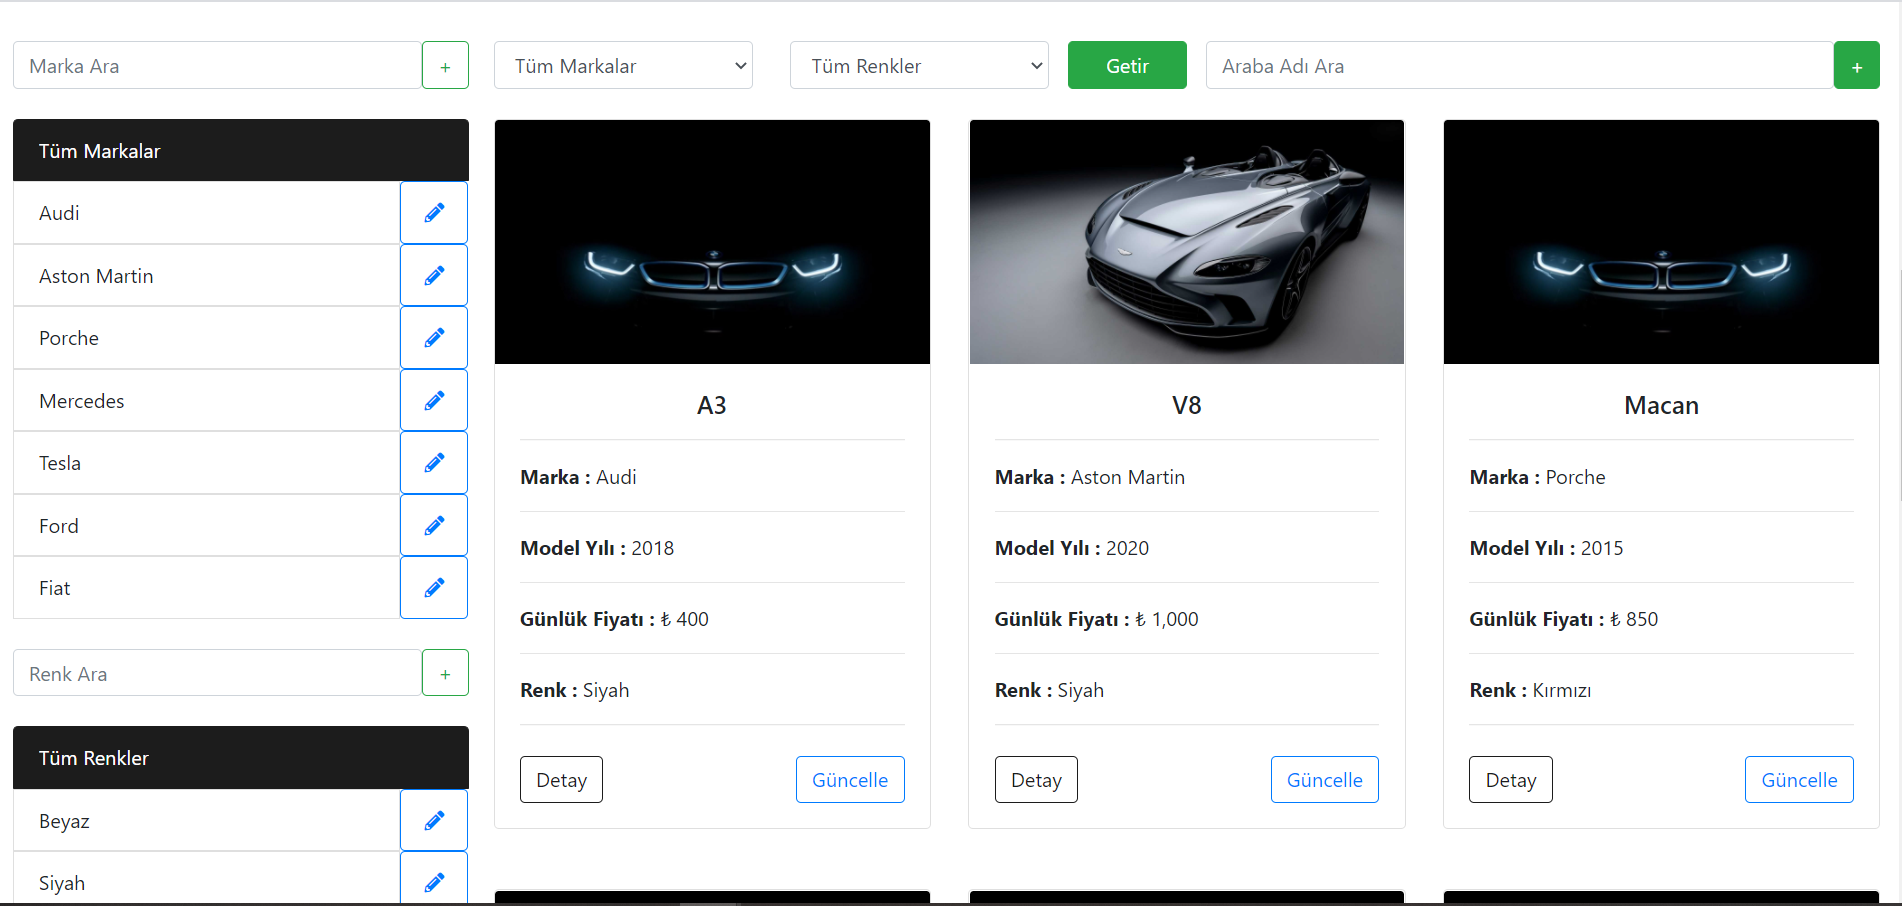 Marka Ara
+
Tüm Markalar
Tüm Renkler
Getir
Araba Adı Ara
+
Tüm Markalar
Audi
Aston Martin
Porche
Mercedes
Tesla
Ford
Fiat
Renk Ara
+
Tüm Renkler
Beyaz
Siyah
A3
Marka : Audi
Model Yılı : 2018
Günlük Fiyatı : ₺ 400
Renk : Siyah
Detay
Güncelle
V8
Marka : Aston Martin
Model Yılı : 2020
Günlük Fiyatı : ₺ 1,000
Renk : Siyah
Detay
Güncelle
Macan
Marka : Porche
Model Yılı : 2015
Günlük Fiyatı : ₺ 850
Renk : Kırmızı
Detay
Güncelle